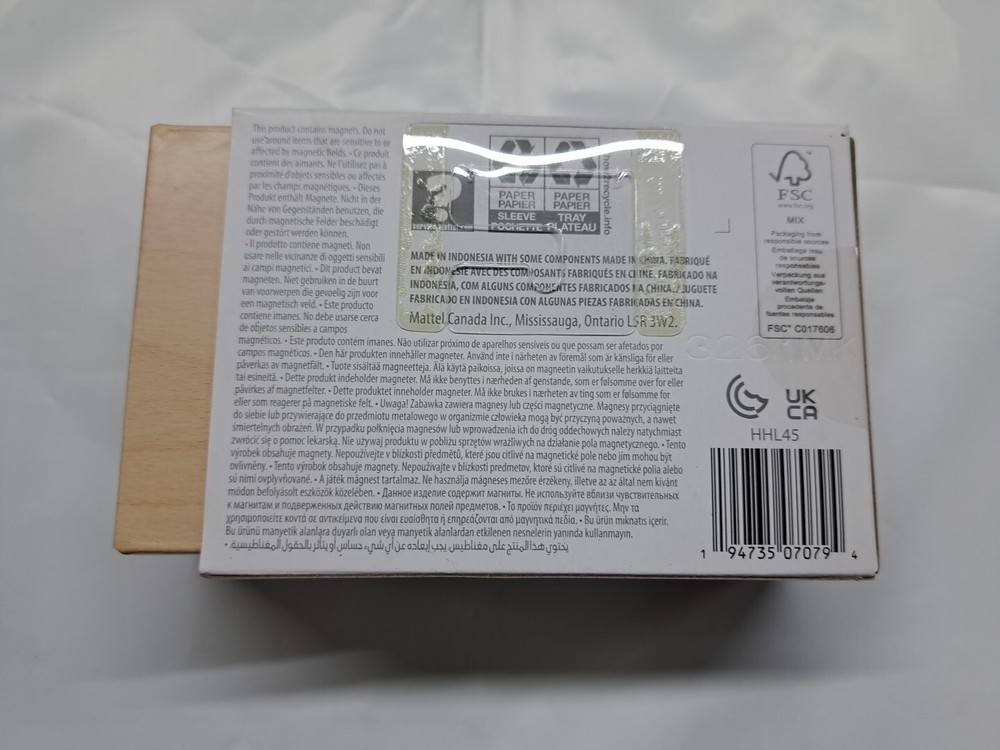 This product contains magnets. Do not
use around items that are sensitive to or
affected by magnetic fields. • Ce produit
contient des aimants. Ne l'utilisez pas à
proximité d'objets sensibles ou affectés
par les champs magnétiques. • Dieses
Produkt enthält Magnete. Nicht in der
Nähe von Gegenständen benutzen, die
durch magnetische Felder beschädigt
oder gestört werden können.
• Il prodotto contiene magneti. Non
usare nelle vicinanze di oggetti sensibili
ai campi magnetici. • Dit product bevat
magneten. Niet gebruiken in de buurt
van voorwerpen die gevoelig zijn voor
een magnetisch veld. • Este producto
contiene imanes. No debe usarse cerca
de objetos sensibles a campos
magnéticos. • Este produto contém ímanes. Não utilizar próximo de aparelhos sensíveis ou que possam ser afetados por
campos magnéticos. • Den här produkten innehåller magneter. Använd inte i närheten av föremål som är känsliga för eller
påverkas av magnetfält. • Tuote sisältää magneetteja. Älä käytä paikoissa, joissa on magneetin vaikutukselle herkkiä laitteita
tai esineitä. • Dette produkt indeholder magneter. Må ikke benyttes i nærheden af genstande, som er følsomme over for eller
påvirkes af magnetfelter. • Dette produktet inneholder magneter. Må ikke brukes i nærheten av ting som er følsomme for
eller som reagerer på magnetiske felt. • Uwaga! Zabawka zawiera magnesy lub części magnetyczne. Magnesy przyciągnięte
do siebie lub przywierające do przedmiotu metalowego w organizmie człowieka mogą być przyczyną poważnych, a nawet
śmiertelnych obrażeń. W przypadku połknięcia magnesów lub wprowadzenia ich do dróg oddechowych należy natychmiast
zwrócić się o pomoc lekarską. Nie używaj produktu w pobliżu sprzętów wrażliwych na działanie pola magnetycznego. • Tento
výrobek obsahuje magnety. Nepoužívejte v blízkosti předmětů, které jsou citlivé na magnetické pole nebo jím mohou být
ovlivněny. • Tento výrobok obsahuje magnety. Nepoužívajte v blízkosti predmetov, ktoré sú citlivé na magnetické polia alebo
sú nimi ovplyvňované. • A játék mágnest tartalmaz. Ne használja mágneses mezőre érzékeny, illetve az az által nem kívánt
módon befolyásolt eszközök közelében. • Данное изделие содержит магниты. Не используйте вблизи чувствительных
к магнитам и подверженных действию магнитных полей предметов. • Το προϊόν περιέχει μαγνήτες. Μην το
χρησιμοποιείτε κοντά σε αντικείμενα που είναι ευαίσθητα ή επηρεάζονται από μαγνητικά πεδία. • Bu ürün mıknatıs içerir.
Bu ürünü manyetik alanlara duyarlı olan veya manyetik alanlardan etkilenen nesnelerin yanında kullanmayın.
• يحتوي هذا المنتج على مغناطيس. يجب إبعاده عن أي شيء حساس أو يتأثر بالحقول المغناطيسية.
PAPER PAPER
PAPIER PAPIER
SLEEVE TRAY
POCHETTE PLATEAU
how2recycle.info
MADE IN INDONESIA WITH SOME COMPONENTS MADE IN CHINA. FABRIQUÉ
EN INDONÉSIE AVEC DES COMPOSANTS FABRIQUÉS EN CHINE. FABRICADO NA
INDONÉSIA, COM ALGUNS COMPONENTES FABRICADOS NA CHINA. JUGUETE
FABRICADO EN INDONESIA CON ALGUNAS PIEZAS FABRICADAS EN CHINA.
Mattel Canada Inc., Mississauga, Ontario L5R 3W2.
FSC
www.fsc.org
MIX
Packaging from
responsible sources
Emballage issu
de sources
responsables
Verpackung aus
verantwortungs-
vollen Quellen
Embalaje
procedente de
fuentes responsables
FSC® C017606
UK
CA
HHL45
1 94735 07079 4